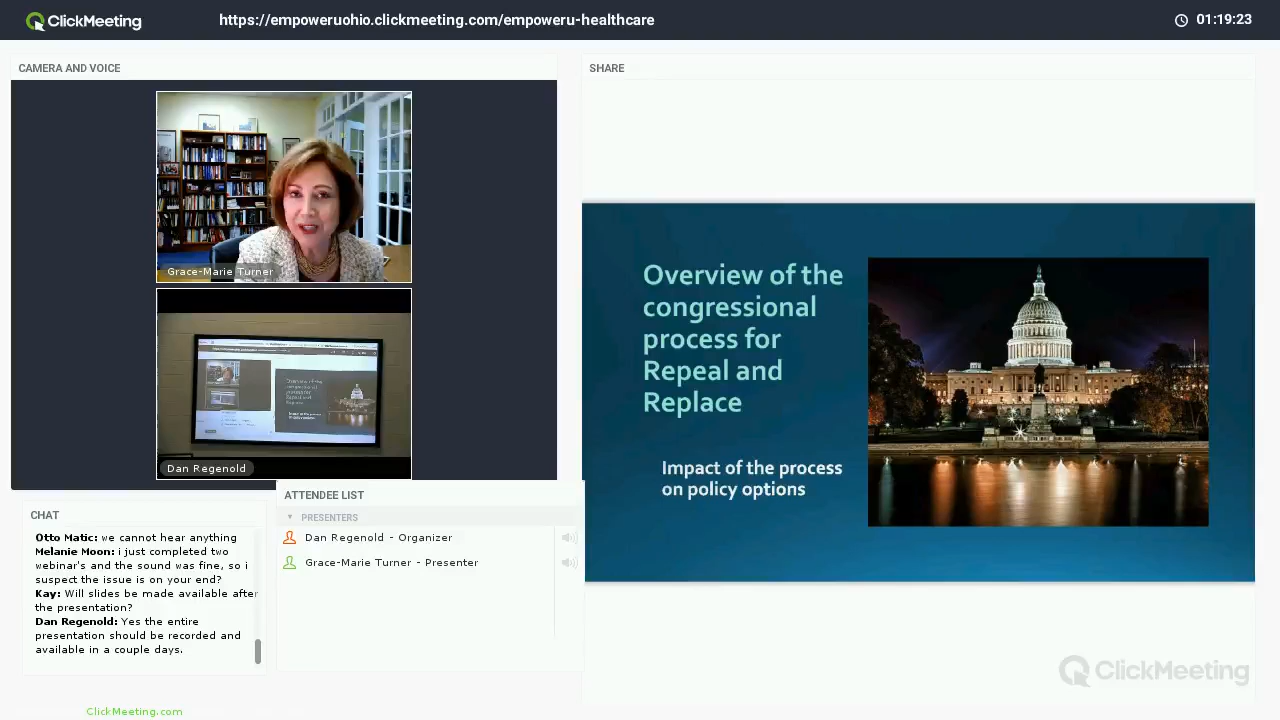 ClickMeeting
https://empoweruohio.clickmeeting.com/empoweru-healthcare
01:19:23
CAMERA AND VOICE
Grace-Marie Turner
Dan Regenold
CHAT
Otto Matic: we cannot hear anything
Melanie Moon: i just completed two
webinar's and the sound was fine, so i
suspect the issue is on your end?
Kay: Will slides be made available after
the presentation?
Dan Regenold: Yes the entire
presentation should be recorded and
available in a couple days.
ATTENDEE LIST
PRESENTERS
Dan Regenold - Organizer
Grace-Marie Turner - Presenter
SHARE
Overview of the
congressional
process for
Repeal and
Replace
Impact of the process
on policy options
ClickMeeting
ClickMeeting.com